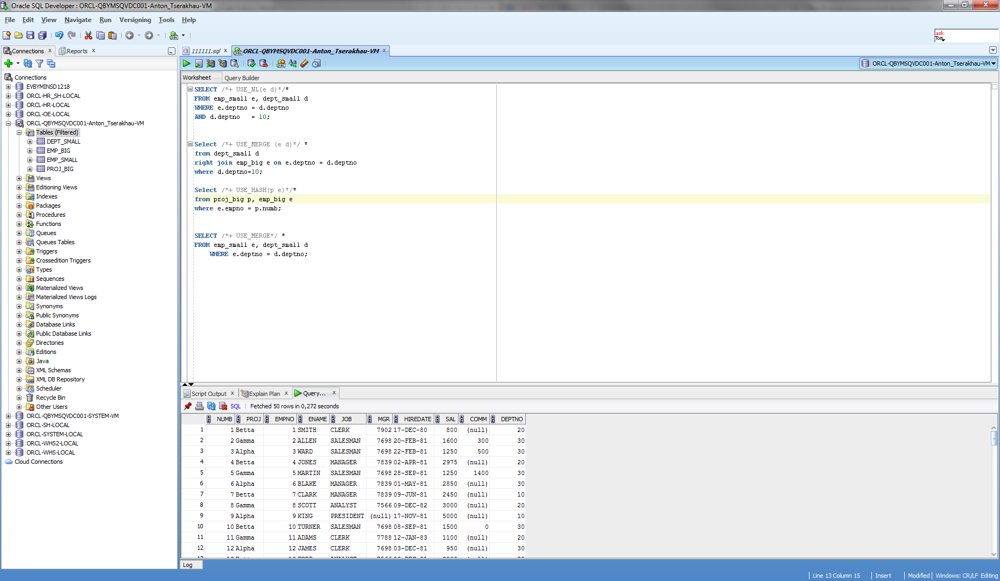 Oracle SQL Developer : ORCL-QBYMSQVDC001-Anton_Tserakhau-VM
File Edit View Navigate Run Versioning Tools Help
ask
Tom
Connections x Reports x
111111.sql x ORCL-QBYMSQVDC001-Anton_Tserakhau-VM x
ORCL-QBYMSQVDC001-Anton_Tserakhau-VM
Connections
EVBYMINSD1218
ORCL-HR_SH-LOCAL
ORCL-HR-LOCAL
ORCL-OE-LOCAL
ORCL-QBYMSQVDC001-Anton_Tserakhau-VM
Tables (Filtered)
DEPT_SMALL
EMP_BIG
EMP_SMALL
PROJ_BIG
Views
Editioning Views
Indexes
Packages
Procedures
Functions
Queues
Queues Tables
Triggers
Crossedition Triggers
Types
Sequences
Materialized Views
Materialized Views Logs
Synonyms
Public Synonyms
Database Links
Public Database Links
Directories
Editions
Java
XML Schemas
XML DB Repository
Scheduler
Recycle Bin
Other Users
ORCL-QBYMSQVDC001-SYSTEM-VM
ORCL-SH-LOCAL
ORCL-SYSTEM-LOCAL
ORCL-WHS2-LOCAL
ORCL-WHS-LOCAL
Cloud Connections
Worksheet Query Builder
SELECT /*+ USE_NL(e d)*/*
FROM emp_small e, dept_small d
WHERE e.deptno = d.deptno
AND d.deptno   = 10;
Select /*+ USE_MERGE (e d)*/ *
from dept_small d
right join emp_big e on e.deptno = d.deptno
where d.deptno=10;
Select /*+ USE_HASH(p e)*/*
from proj_big p, emp_big e
where e.empno = p.numb;
SELECT /*+ USE_MERGE*/ *
FROM emp_small e, dept_small d
WHERE e.deptno = d.deptno;
Script Output x Explain Plan x Query... x
SQL Fetched 50 rows in 0,272 seconds
NUMB PROJ EMPNO ENAME JOB MGR HIREDATE SAL COMM DEPTNO
1 1 Betta 1 SMITH CLERK 7902 17-DEC-80 800 (null) 20
2 2 Gamma 2 ALLEN SALESMAN 7698 20-FEB-81 1600 300 30
3 3 Alpha 3 WARD SALESMAN 7698 22-FEB-81 1250 500 30
4 4 Betta 4 JONES MANAGER 7839 02-APR-81 2975 (null) 20
5 5 Gamma 5 MARTIN SALESMAN 7698 28-SEP-81 1250 1400 30
6 6 Alpha 6 BLAKE MANAGER 7839 01-MAY-81 2850 (null) 30
7 7 Betta 7 CLARK MANAGER 7839 09-JUN-81 2450 (null) 10
8 8 Gamma 8 SCOTT ANALYST 7566 09-DEC-82 3000 (null) 20
9 9 Alpha 9 KING PRESIDENT (null) 17-NOV-81 5000 (null) 10
10 10 Betta 10 TURNER SALESMAN 7698 08-SEP-81 1500 0 30
11 11 Gamma 11 ADAMS CLERK 7788 12-JAN-83 1100 (null) 20
12 12 Alpha 12 JAMES CLERK 7698 03-DEC-81 950 (null) 30
Log
Line 13 Column 15 Insert Modified Windows: CR/LF Editing